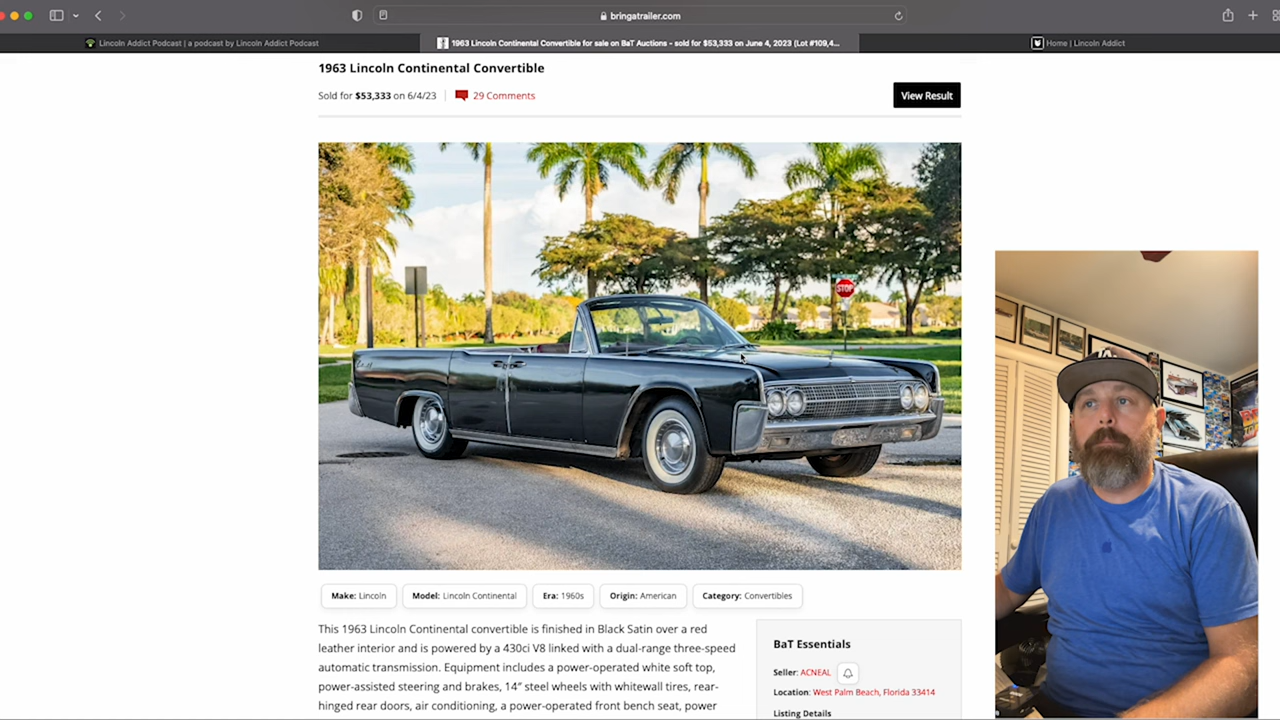 bringatrailer.com
Lincoln Addict Podcast | a podcast by Lincoln Addict Podcast
1963 Lincoln Continental Convertible for sale on BaT Auctions - sold for $53,333 on June 4, 2023 (Lot #109,4...
Home | Lincoln Addict
1963 Lincoln Continental Convertible
Sold for $53,333 on 6/4/23
29 Comments
View Result
STOP
Make: Lincoln
Model: Lincoln Continental
Era: 1960s
Origin: American
Category: Convertibles
This 1963 Lincoln Continental convertible is finished in Black Satin over a red
leather interior and is powered by a 430ci V8 linked with a dual-range three-speed
automatic transmission. Equipment includes a power-operated white soft top,
power-assisted steering and brakes, 14” steel wheels with whitewall tires, rear-
hinged rear doors, air conditioning, a power-operated front bench seat, power
BaT Essentials
Seller: ACNEAL
Location: West Palm Beach, Florida 33414
Listing Details